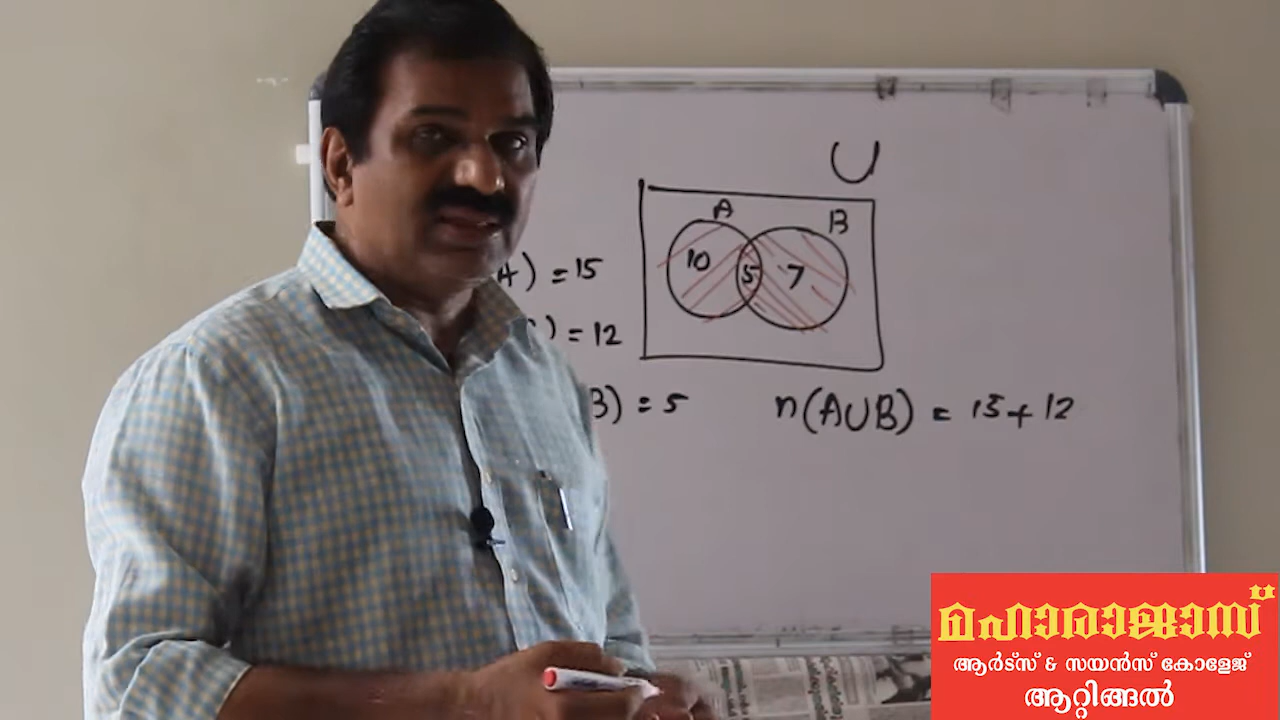 U
A
B
10 5 7
A) = 15
) = 12
B) = 5
n(A∪B) = 15 + 12
മഹാരാജാസ്
ആർട്സ് & സയൻസ് കോളേജ്
ആറ്റിങ്ങൽ